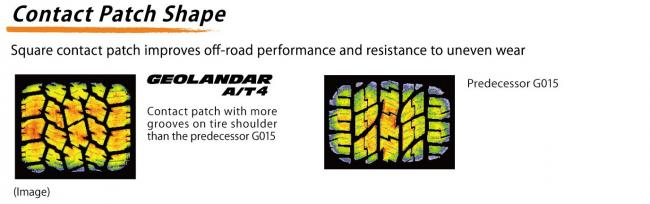 Contact Patch Shape
Square contact patch improves off-road performance and resistance to uneven wear
GEOLANDAR
A/T4
Contact patch with more
grooves on tire shoulder
than the predecessor G015
Predecessor G015
(Image)